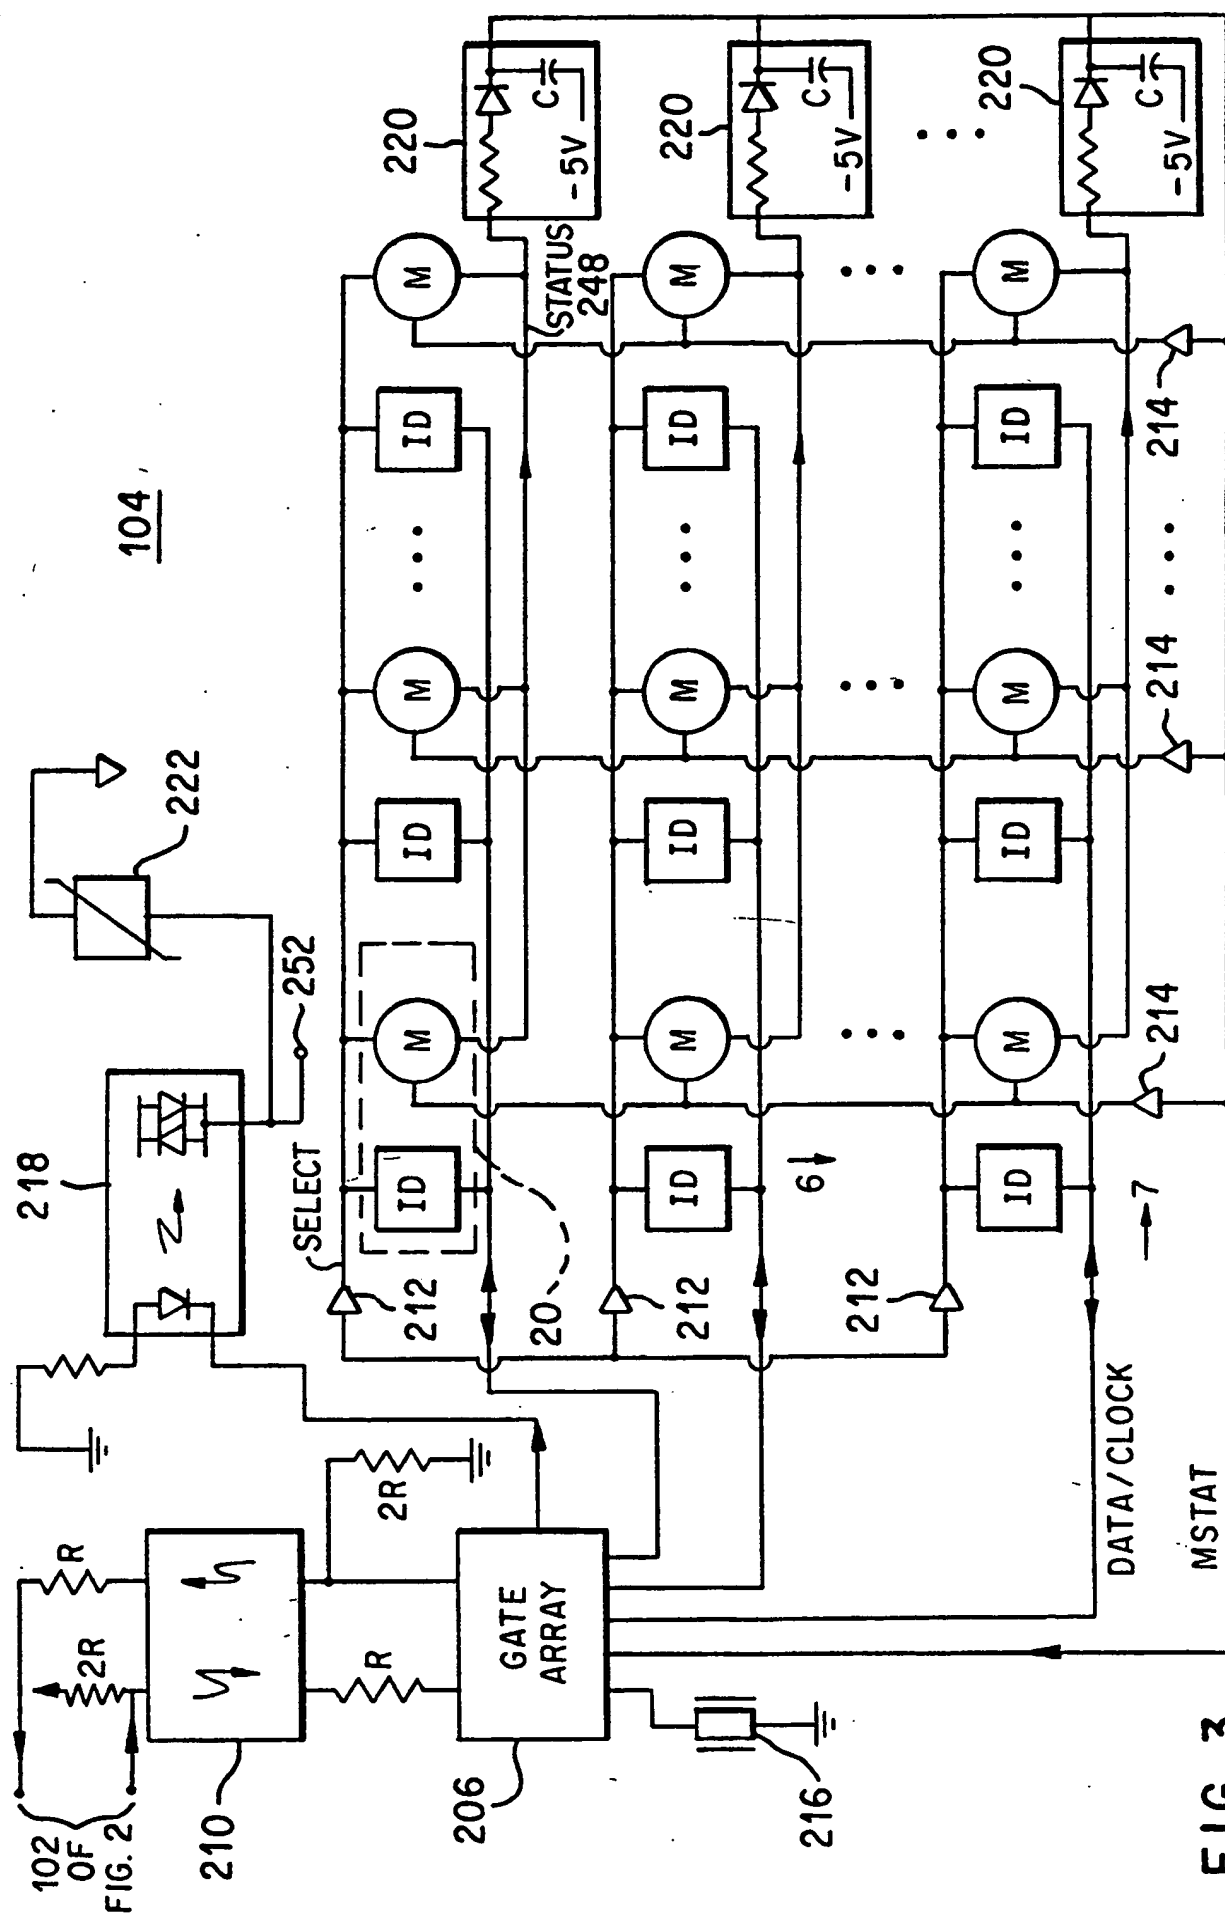 104
102
OF
FIG. 2
2R
R
210
R
2R
206
GATE
ARRAY
216
218
252
222
SELECT
212
212
212
20
ID
M
ID
M
ID
M
STATUS
248
220
C
-5V
ID
M
ID
M
ID
M
220
C
-5V
6
ID
M
ID
M
ID
M
220
C
-5V
7
214
214
214
DATA/CLOCK
MSTAT
FIG. 3